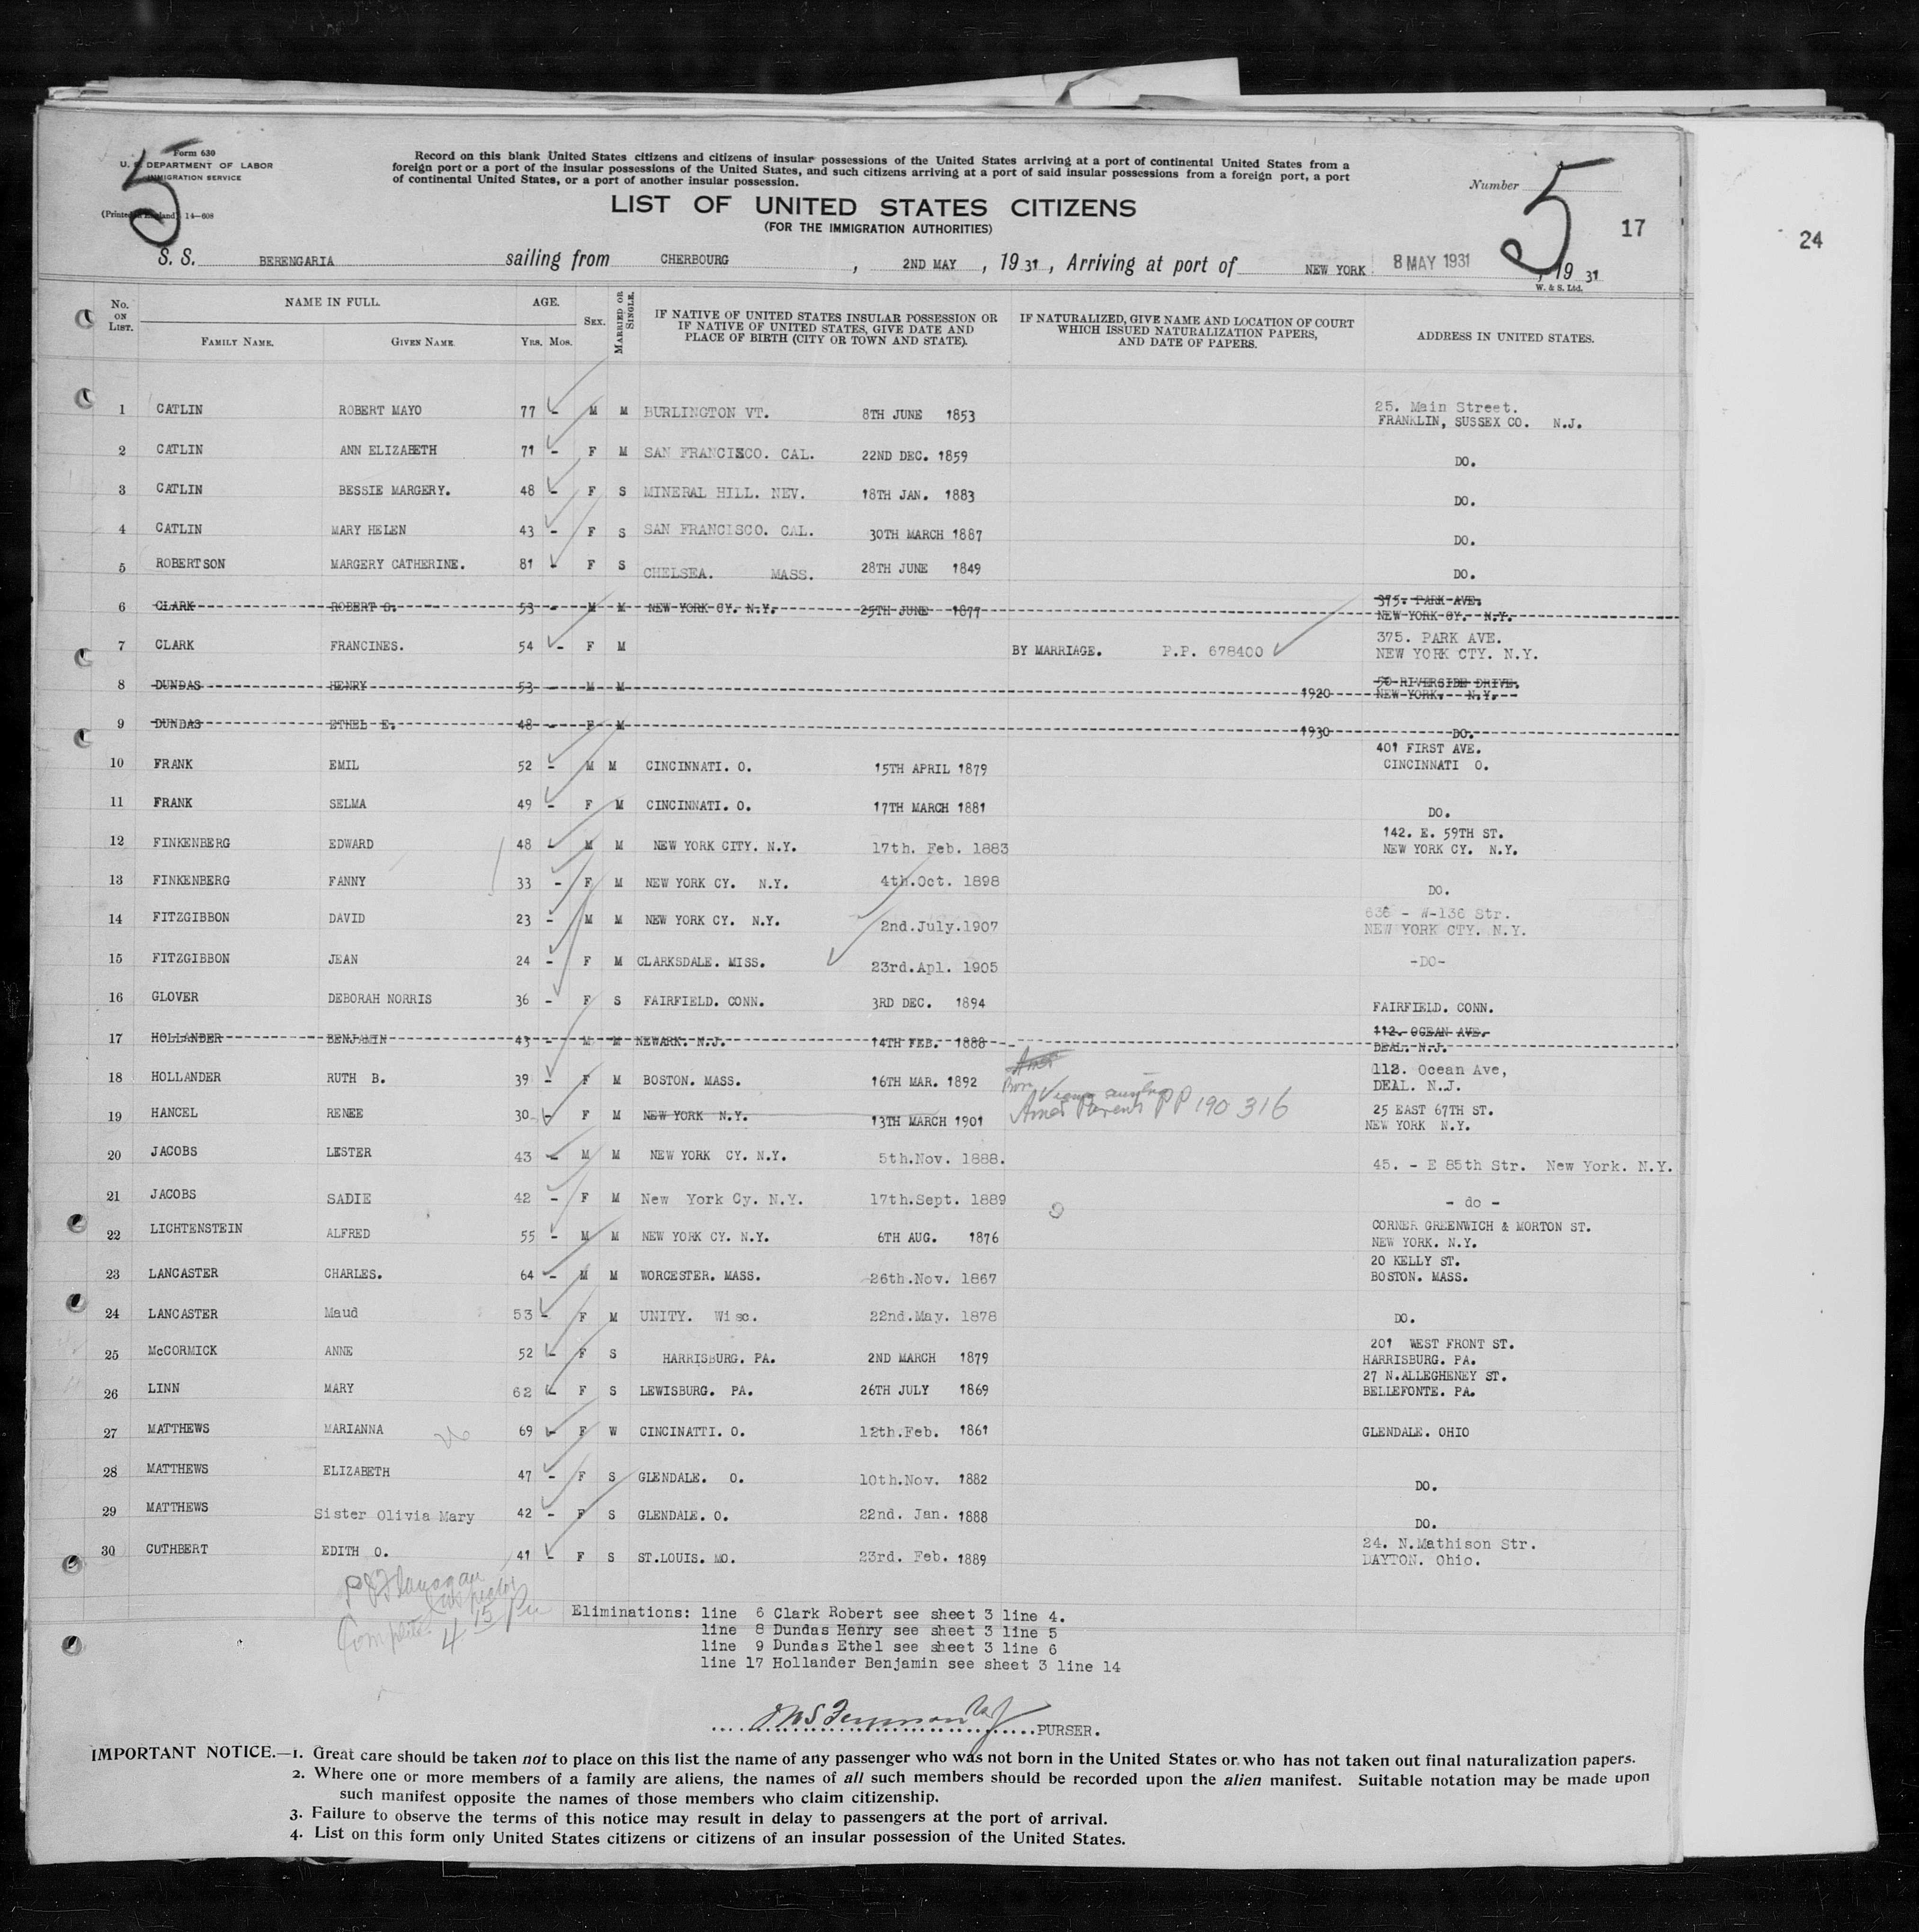 5
Form 630
U. S. DEPARTMENT OF LABOR
IMMIGRATION SERVICE
(Printed in England) 14—608
Record on this blank United States citizens and citizens of insular possessions of the United States arriving at a port of continental United States from a
foreign port or a port of the insular possessions of the United States, and such citizens arriving at a port of said insular possessions from a foreign port, a port
of continental United States, or a port of another insular possession.
Number 5
17
24
LIST OF UNITED STATES CITIZENS
(FOR THE IMMIGRATION AUTHORITIES)
S. S. BERENGARIA sailing from CHERBOURG, 2ND MAY, 19 31, Arriving at port of NEW YORK 8 MAY 1931, 19 31
W. & S. Ltd.
No. ON LIST. NAME IN FULL. FAMILY NAME. GIVEN NAME AGE. YRS. MOS. SEX. MARRIED OR SINGLE. IF NATIVE OF UNITED STATES INSULAR POSSESSION OR IF NATIVE OF UNITED STATES, GIVE DATE AND PLACE OF BIRTH (CITY OR TOWN AND STATE). IF NATURALIZED, GIVE NAME AND LOCATION OF COURT WHICH ISSUED NATURALIZATION PAPERS, AND DATE OF PAPERS. ADDRESS IN UNITED STATES.
1 CATLIN ROBERT MAYO 77 - M M BURLINGTON VT. 8TH JUNE 1853 25. Main Street. FRANKLIN, SUSSEX CO. N.J.
2 CATLIN ANN ELIZABETH 71 - F M SAN FRANCISCO. CAL. 22ND DEC. 1859 DO.
3 CATLIN BESSIE MARGERY. 48 - F S MINERAL HILL. NEV. 18TH JAN. 1883 DO.
4 CATLIN MARY HELEN 43 - F S SAN FRANCISCO. CAL. 30TH MARCH 1887 DO.
5 ROBERTSON MARGERY CATHERINE. 81 - F S CHELSEA. MASS. 28TH JUNE 1849 DO.
6 CLARK ROBERT S. 53 - M M NEW YORK CY. N.Y. 25TH JUNE 1877 375. PARK AVE. NEW YORK CY. N.Y.
7 CLARK FRANCINES. 54 - F M BY MARRIAGE. P.P. 678400 375. PARK AVE. NEW YORK CTY. N.Y.
8 DUNDAS HENRY 53 - M M 1920 50 RIVERSIDE DRIVE. NEW YORK. N.Y.
9 DUNDAS ETHEL E. 48 - F M 1930 DO.
10 FRANK EMIL 52 - M M CINCINNATI. O. 15TH APRIL 1879 401 FIRST AVE. CINCINNATI O.
11 FRANK SELMA 49 - F M CINCINNATI. O. 17TH MARCH 1881 DO.
12 FINKENBERG EDWARD 48 - M M NEW YORK CITY. N.Y. 17th. Feb. 1883 142. E. 59TH ST. NEW YORK CY. N.Y.
13 FINKENBERG FANNY 33 - F M NEW YORK CY. N.Y. 4th.Oct. 1898 DO.
14 FITZGIBBON DAVID 23 - M M NEW YORK CY. N.Y. 2nd.July.1907 636 - W-136 Str. NEW YORK CTY. N.Y.
15 FITZGIBBON JEAN 24 - F M CLARKSDALE. MISS. 23rd.Apl. 1905 -DO-
16 GLOVER DEBORAH NORRIS 36 - F S FAIRFIELD. CONN. 3RD DEC. 1894 FAIRFIELD. CONN.
17 HOLLANDER BENJAMIN 43 - M M NEWARK. N.J. 14TH FEB. 1888 112. OCEAN AVE. DEAL. N.J.
18 HOLLANDER RUTH B. 39 - F M BOSTON. MASS. 16TH MAR. 1892 112. Ocean Ave, DEAL. N.J.
Born Vienna Austria
19 HANCEL RENEE 30 - F M NEW YORK N.Y. 13TH MARCH 1901 Amer Parents PP 190316 25 EAST 67TH ST. NEW YORK N.Y.
20 JACOBS LESTER 43 - M M NEW YORK CY. N.Y. 5th.Nov. 1888. 45. - E 85th Str. New York. N.Y.
21 JACOBS SADIE 42 - F M New York Cy. N.Y. 17th.Sept. 1889 - do -
22 LICHTENSTEIN ALFRED 55 - M M NEW YORK CY. N.Y. 6TH AUG. 1876 CORNER GREENWICH & MORTON ST. NEW YORK. N.Y.
23 LANCASTER CHARLES. 64 - M M WORCESTER. MASS. 26th.Nov. 1867 20 KELLY ST. BOSTON. MASS.
24 LANCASTER Maud 53 - F M UNITY. Wisc. 22nd.May. 1878 DO.
25 McCORMICK ANNE 52 - F S HARRISBURG. PA. 2ND MARCH 1879 201 WEST FRONT ST. HARRISBURG. PA.
26 LINN MARY 62 - F S LEWISBURG. PA. 26TH JULY 1869 27 N.ALLEGHENEY ST. BELLEFONTE. PA.
27 MATTHEWS MARIANNA 69 - F W CINCINATTI. O. 12th.Feb. 1861 GLENDALE. OHIO
28 MATTHEWS ELIZABETH 47 - F S GLENDALE. O. 10th.Nov. 1882 DO.
29 MATTHEWS Sister Olivia Mary 42 - F S GLENDALE. O. 22nd. Jan. 1888 DO.
30 CUTHBERT EDITH O. 41 - F S ST.LOUIS. MO. 23rd. Feb. 1889 24. N.Mathison Str. DAYTON. Ohio.
Flanagan
Inspector
Complete 4 15 Pm
Eliminations: line 6 Clark Robert see sheet 3 line 4.
line 8 Dundas Henry see sheet 3 line 5
line 9 Dundas Ethel see sheet 3 line 6
line 17 Hollander Benjamin see sheet 3 line 14
PURSER.
IMPORTANT NOTICE.—1. Great care should be taken not to place on this list the name of any passenger who was not born in the United States or who has not taken out final naturalization papers.
2. Where one or more members of a family are aliens, the names of all such members should be recorded upon the alien manifest. Suitable notation may be made upon
such manifest opposite the names of those members who claim citizenship.
3. Failure to observe the terms of this notice may result in delay to passengers at the port of arrival.
4. List on this form only United States citizens or citizens of an insular possession of the United States.